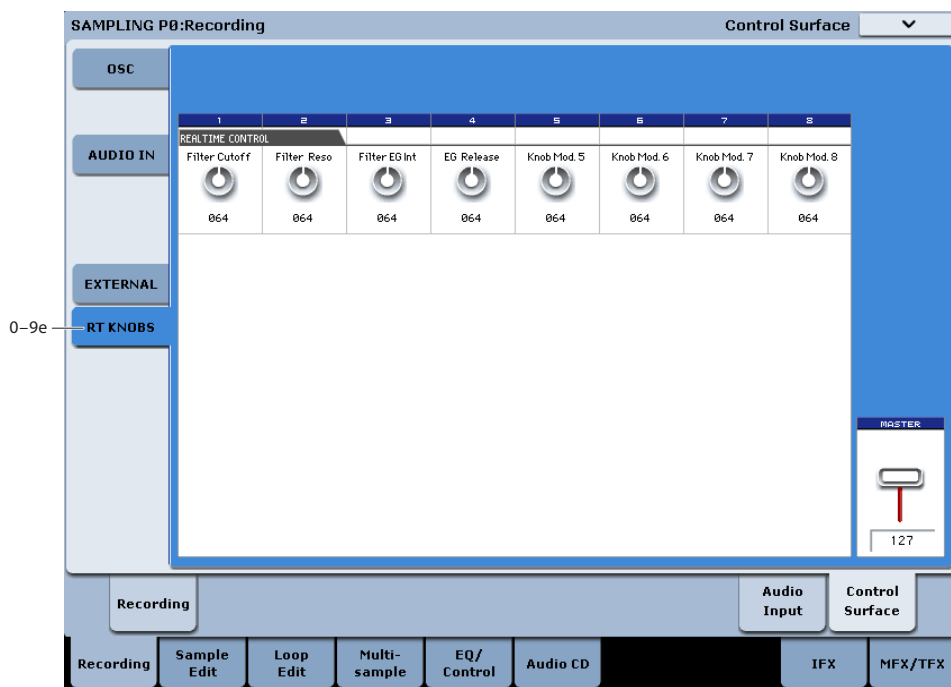 SAMPLING P0:Recording
Control Surface
OSC
AUDIO IN
EXTERNAL
0–9e
RT KNOBS
1 2 3 4 5 6 7 8
REALTIME CONTROL
Filter Cutoff Filter Reso Filter EG Int EG Release Knob Mod. 5 Knob Mod. 6 Knob Mod. 7 Knob Mod. 8
064 064 064 064 064 064 064 064
MASTER
127
Recording
Audio Input
Control Surface
Recording
Sample Edit
Loop Edit
Multi-sample
EQ/Control
Audio CD
IFX
MFX/TFX